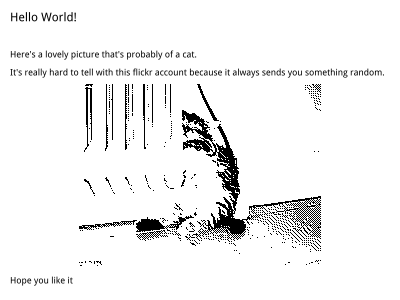 Hello World!
Here's a lovely picture that's probably of a cat.
It's really hard to tell with this flickr account because it always sends you something random.
Hope you like it